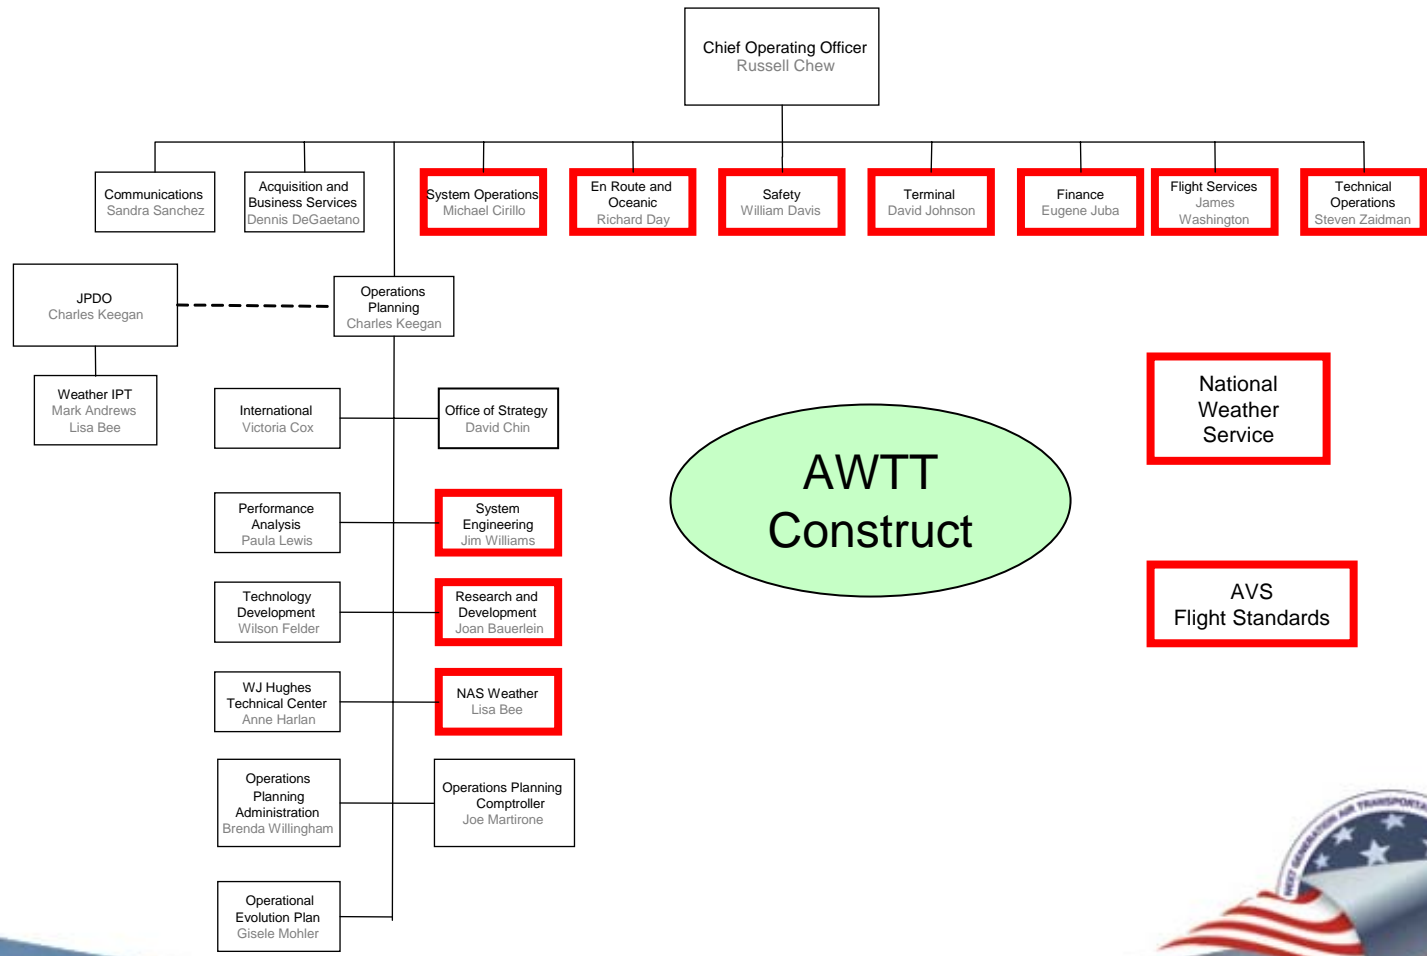 Chief Operating Officer
Russell Chew
Communications
Sandra Sanchez
Acquisition and
Business Services
Dennis DeGaetano
System Operations
Michael Cirillo
En Route and
Oceanic
Richard Day
Safety
William Davis
Terminal
David Johnson
Finance
Eugene Juba
Flight Services
James
Washington
Technical
Operations
Steven Zaidman
JPDO
Charles Keegan
Operations
Planning
Charles Keegan
Weather IPT
Mark Andrews
Lisa Bee
International
Victoria Cox
Office of Strategy
David Chin
Performance
Analysis
Paula Lewis
System
Engineering
Jim Williams
Technology
Development
Wilson Felder
Research and
Development
Joan Bauerlein
WJ Hughes
Technical Center
Anne Harlan
NAS Weather
Lisa Bee
Operations
Planning
Administration
Brenda Willingham
Operations Planning
Comptroller
Joe Martirone
Operational
Evolution Plan
Gisele Mohler
AWTT
Construct
National
Weather
Service
AVS
Flight Standards
NEXT GENERATION AIR